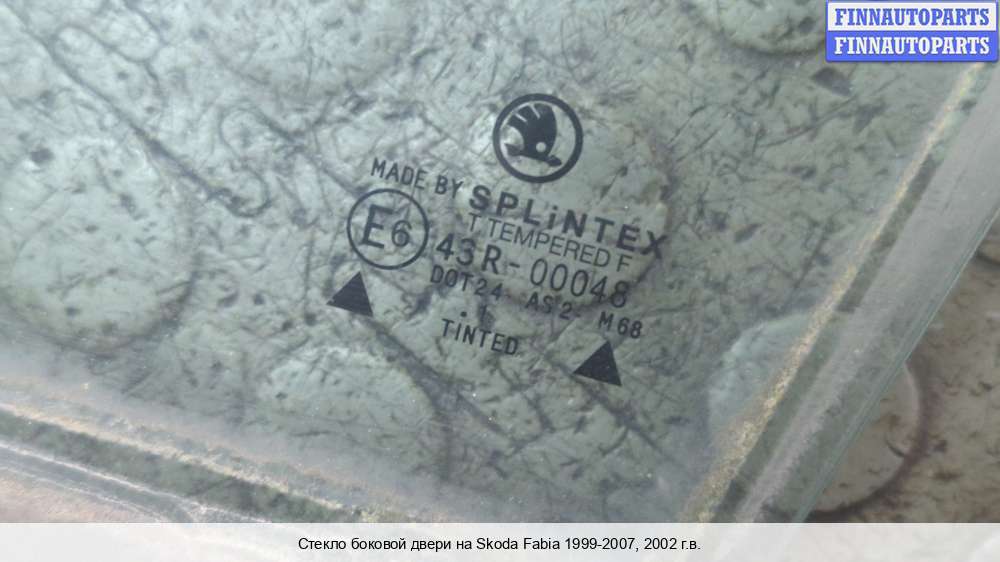 FINNAUTOPARTS
FINNAUTOPARTS
MADE BY SPLiNTEX
T TEMPERED F
E6 43R-00048
DOT24 AS2 M68
TiNTED
Стекло боковой двери на Skoda Fabia 1999-2007, 2002 г.в.